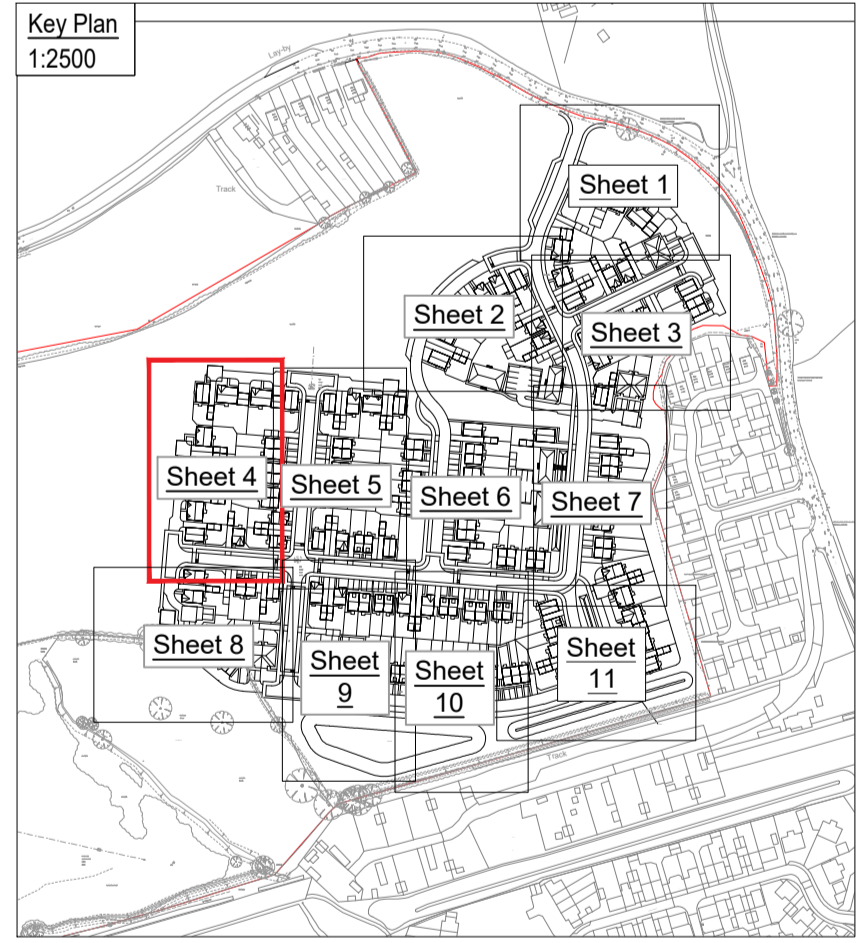 Key Plan
1:2500
Lay-by
Track
Sheet 1
Sheet 2
Sheet 3
Sheet 4
Sheet 5
Sheet 6
Sheet 7
Sheet 8
Sheet
9
Sheet
10
Sheet
11
Track